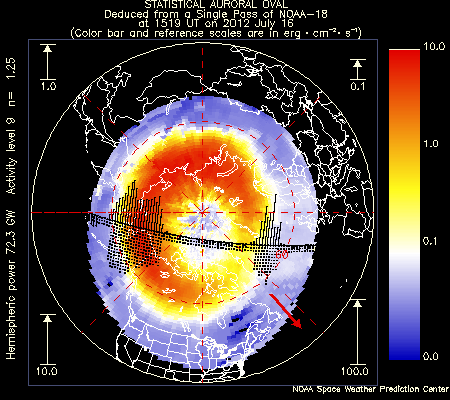 STATISTICAL AURORAL OVAL
Deduced from a Single Pass of NOAA-18
at 1519 UT on 2012 July 16
(Color bar and reference scales are in erg · cm⁻² · s⁻¹)
Hemispheric power 72.3 GW Activity level 9 n= 1.25
1.0
0.1
10.0
100.0
60
10.0
1.0
0.1
0.0
NOAA Space Weather Prediction Center